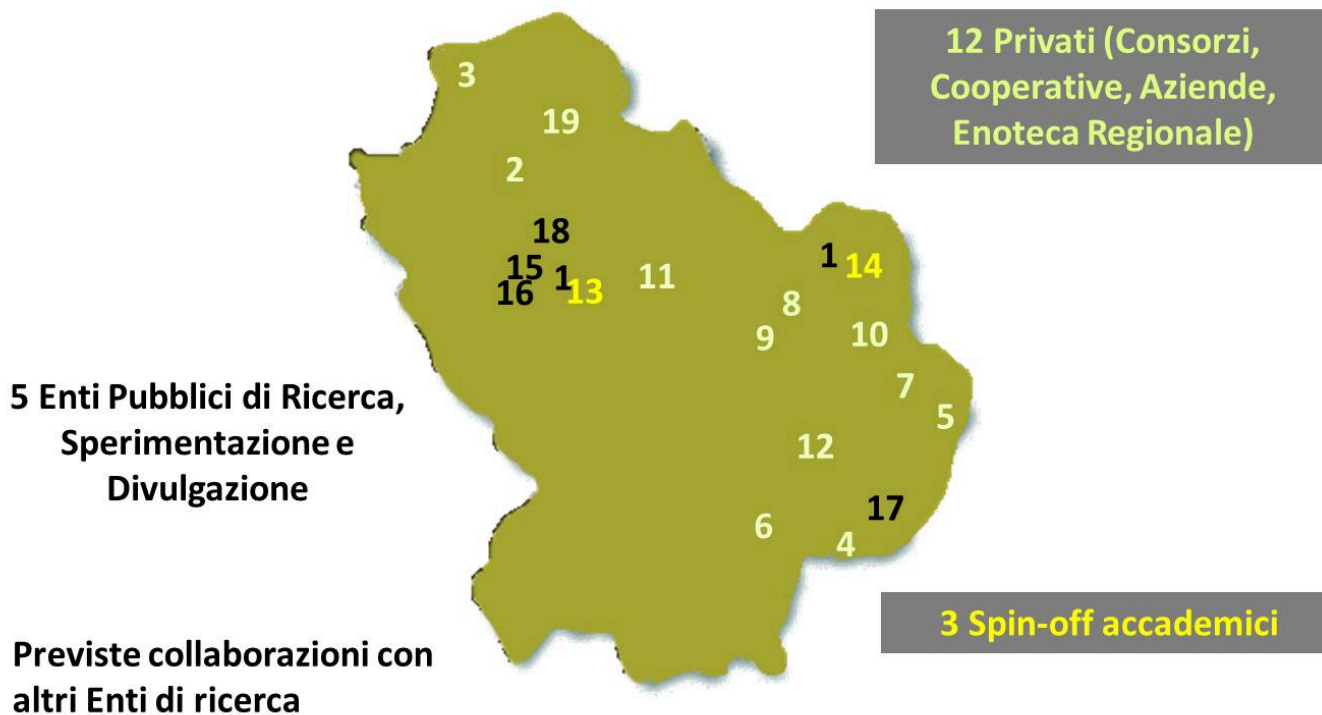 12 Privati (Consorzi,
Cooperative, Aziende,
Enoteca Regionale)
3
19
2
18
15
1
16
13
11
1
14
8
9
10
7
5
12
17
6
4
5 Enti Pubblici di Ricerca,
Sperimentazione e
Divulgazione
3 Spin-off accademici
Previste collaborazioni con
altri Enti di ricerca